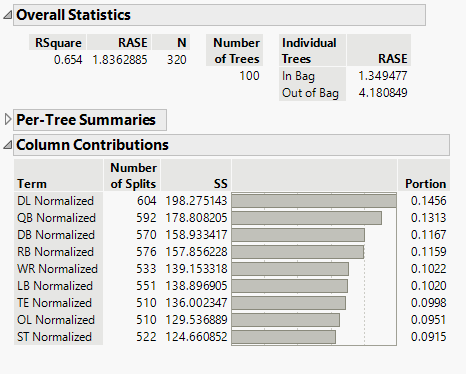 Overall Statistics
RSquare RASE N
0.654 1.8362885 320
Number of Trees
100
Individual Trees RASE
In Bag 1.349477
Out of Bag 4.180849
Per-Tree Summaries
Column Contributions
Term Number of Splits SS Portion
DL Normalized 604 198.275143 0.1456
QB Normalized 592 178.808205 0.1313
DB Normalized 570 158.933417 0.1167
RB Normalized 576 157.856228 0.1159
WR Normalized 533 139.153318 0.1022
LB Normalized 551 138.896905 0.1020
TE Normalized 510 136.002347 0.0998
OL Normalized 510 129.536889 0.0951
ST Normalized 522 124.660852 0.0915